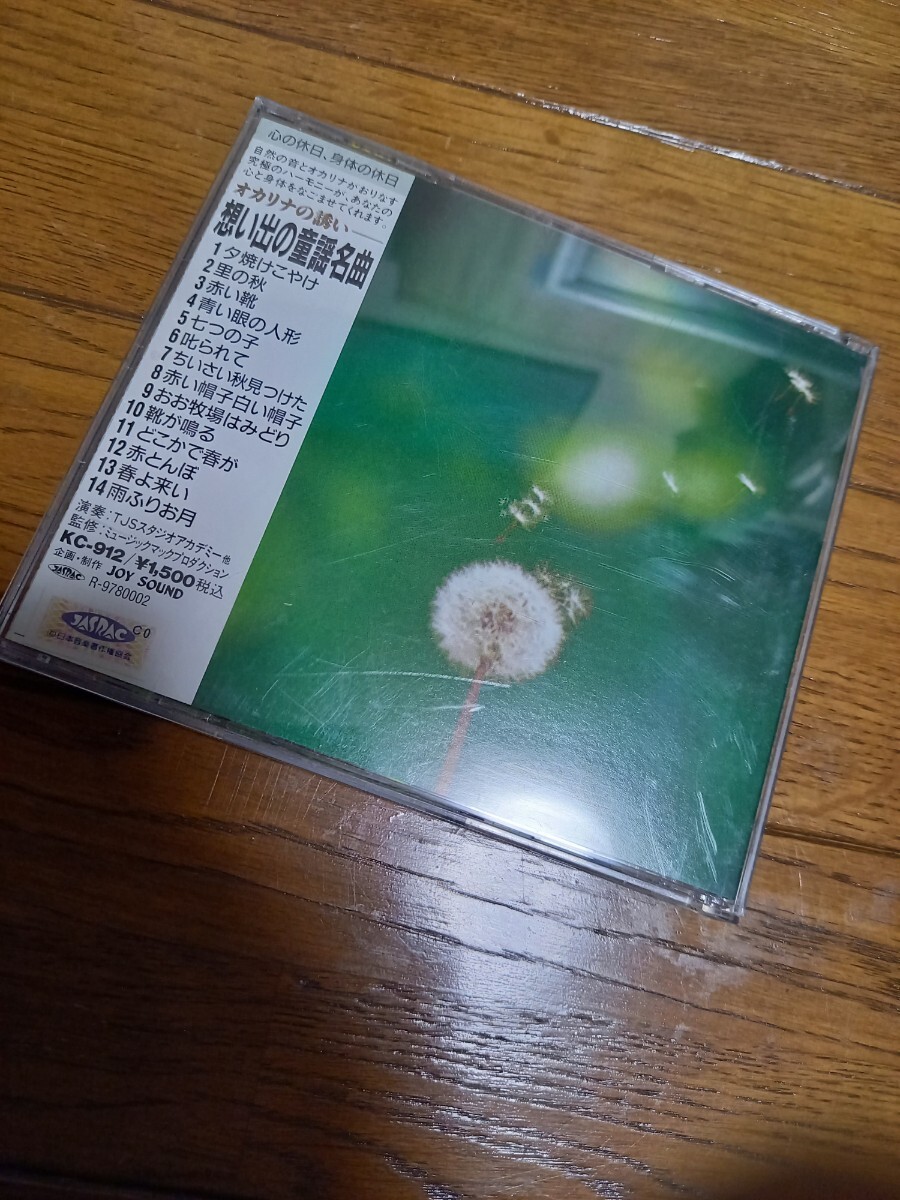 心の休日、身体の休日
自然の音とオカリナがおりなす
究極のハーモニーが、あなたの
心と身体をなごませてくれます。
オカリナの誘い
想い出の童謡名曲
1 夕焼けこやけ
2 里の秋
3 赤い靴
4 青い眼の人形
5 七つの子
6 叱られて
7 ちいさい秋見つけた
8 赤い帽子白い帽子
9 おお牧場はみどり
10 靴が鳴る
11 どこかで春が
12 赤とんぼ
13 春よ来い
14 雨ふりお月
演奏：TJSスタジオアカデミー他
監修：ミュージックマックプロダクション
KC-912/¥1,500税込
企画・制作 JOY SOUND
JASRAC R-9780002
JASRAC